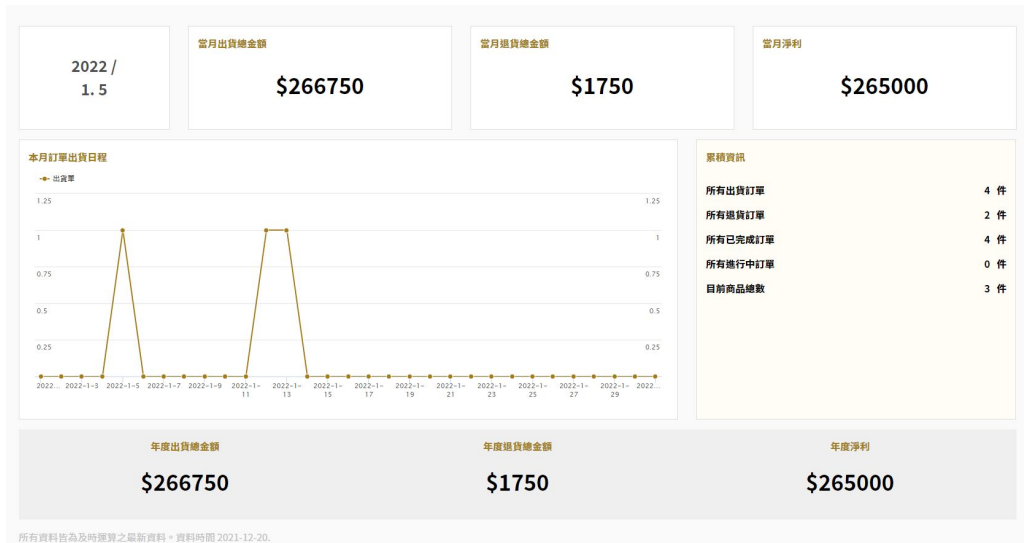 2022 /
1. 5
當月出貨總金額
$266750
當月退貨總金額
$1750
當月淨利
$265000
本月訂單出貨日程
出貨單
1.25
1.25
1
1
0.75
0.75
0.5
0.5
0.25
0.25
2022... 2022-1-3 2022-1-5 2022-1-7 2022-1-9 2022-1-11 2022-1-13 2022-1-15 2022-1-17 2022-1-19 2022-1-21 2022-1-23 2022-1-25 2022-1-27 2022-1-29 2022...
累積資訊
所有出貨訂單 4 件
所有退貨訂單 2 件
所有已完成訂單 4 件
所有進行中訂單 0 件
目前商品總數 3 件
年度出貨總金額
$266750
年度退貨總金額
$1750
年度淨利
$265000
所有資料皆為及時運算之最新資料。資料時間 2021-12-20.